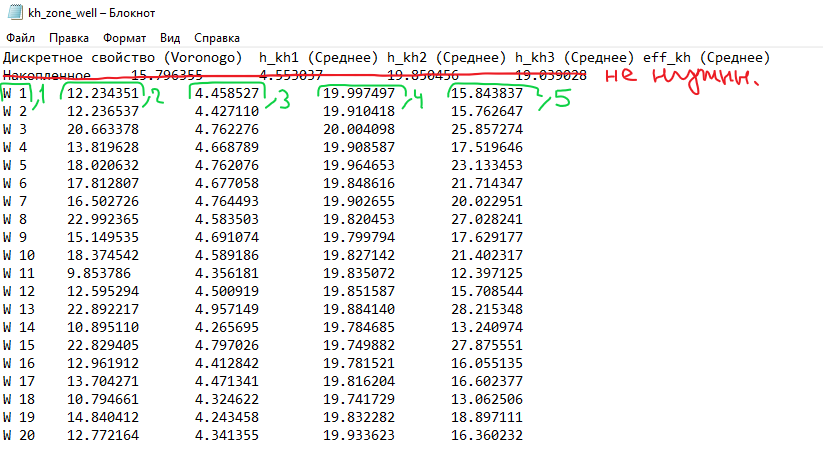 kh_zone_well – Блокнот
Файл Правка Формат Вид Справка
Дискретное свойство (Voronogo) h_kh1 (Среднее) h_kh2 (Среднее) h_kh3 (Среднее) eff_kh (Среднее)
Накопленное 15.796355 4.553037 19.850456 19.039028 не нужны.
W 1 ,1 12.234351 ,2 4.458527 ,3 19.997497 ,4 15.843837 ,5
W 2 12.236537 4.427110 19.910418 15.762647
W 3 20.663378 4.762276 20.004098 25.857274
W 4 13.819628 4.668789 19.908587 17.519646
W 5 18.020632 4.762076 19.964653 23.133453
W 6 17.812807 4.677058 19.848616 21.714347
W 7 16.502726 4.764493 19.902655 20.022951
W 8 22.992365 4.583503 19.820453 27.028241
W 9 15.149535 4.691074 19.799794 17.629177
W 10 18.374542 4.589186 19.827142 21.402317
W 11 9.853786 4.356181 19.835072 12.397125
W 12 12.595294 4.500919 19.851587 15.708544
W 13 22.892217 4.957149 19.884140 28.215348
W 14 10.895110 4.265695 19.784685 13.240974
W 15 22.829405 4.797026 19.749882 27.875551
W 16 12.961912 4.412842 19.781521 16.055135
W 17 13.704271 4.471341 19.816204 16.602377
W 18 10.794661 4.324622 19.741729 13.062506
W 19 14.840412 4.243458 19.832282 18.897111
W 20 12.772164 4.341355 19.933623 16.360232